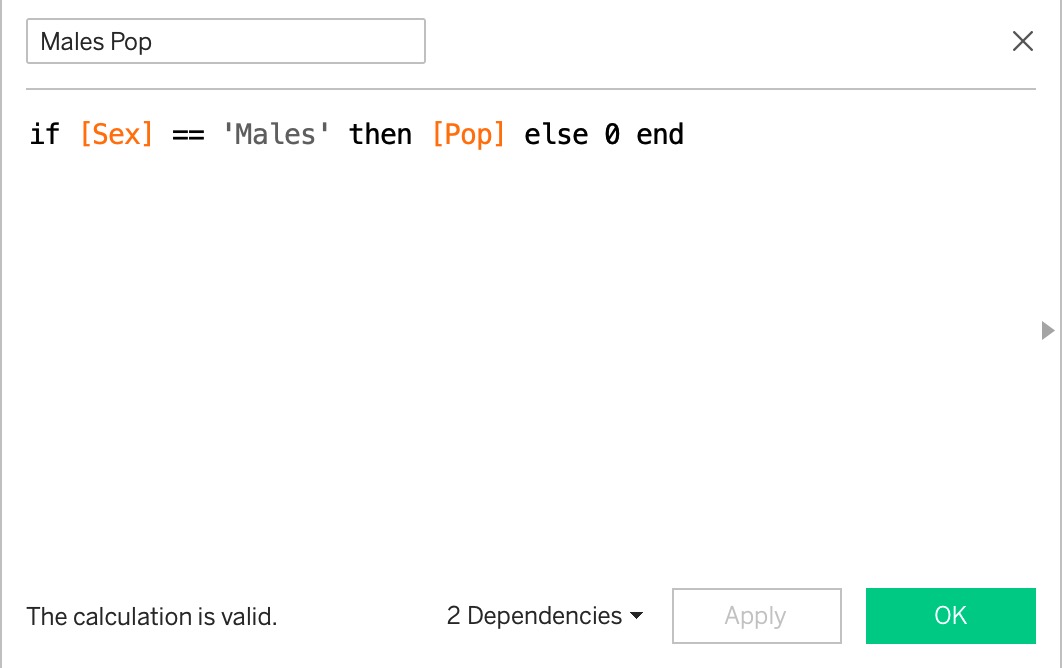 Males Pop
if [Sex] == 'Males' then [Pop] else 0 end
The calculation is valid.
2 Dependencies
Apply
OK